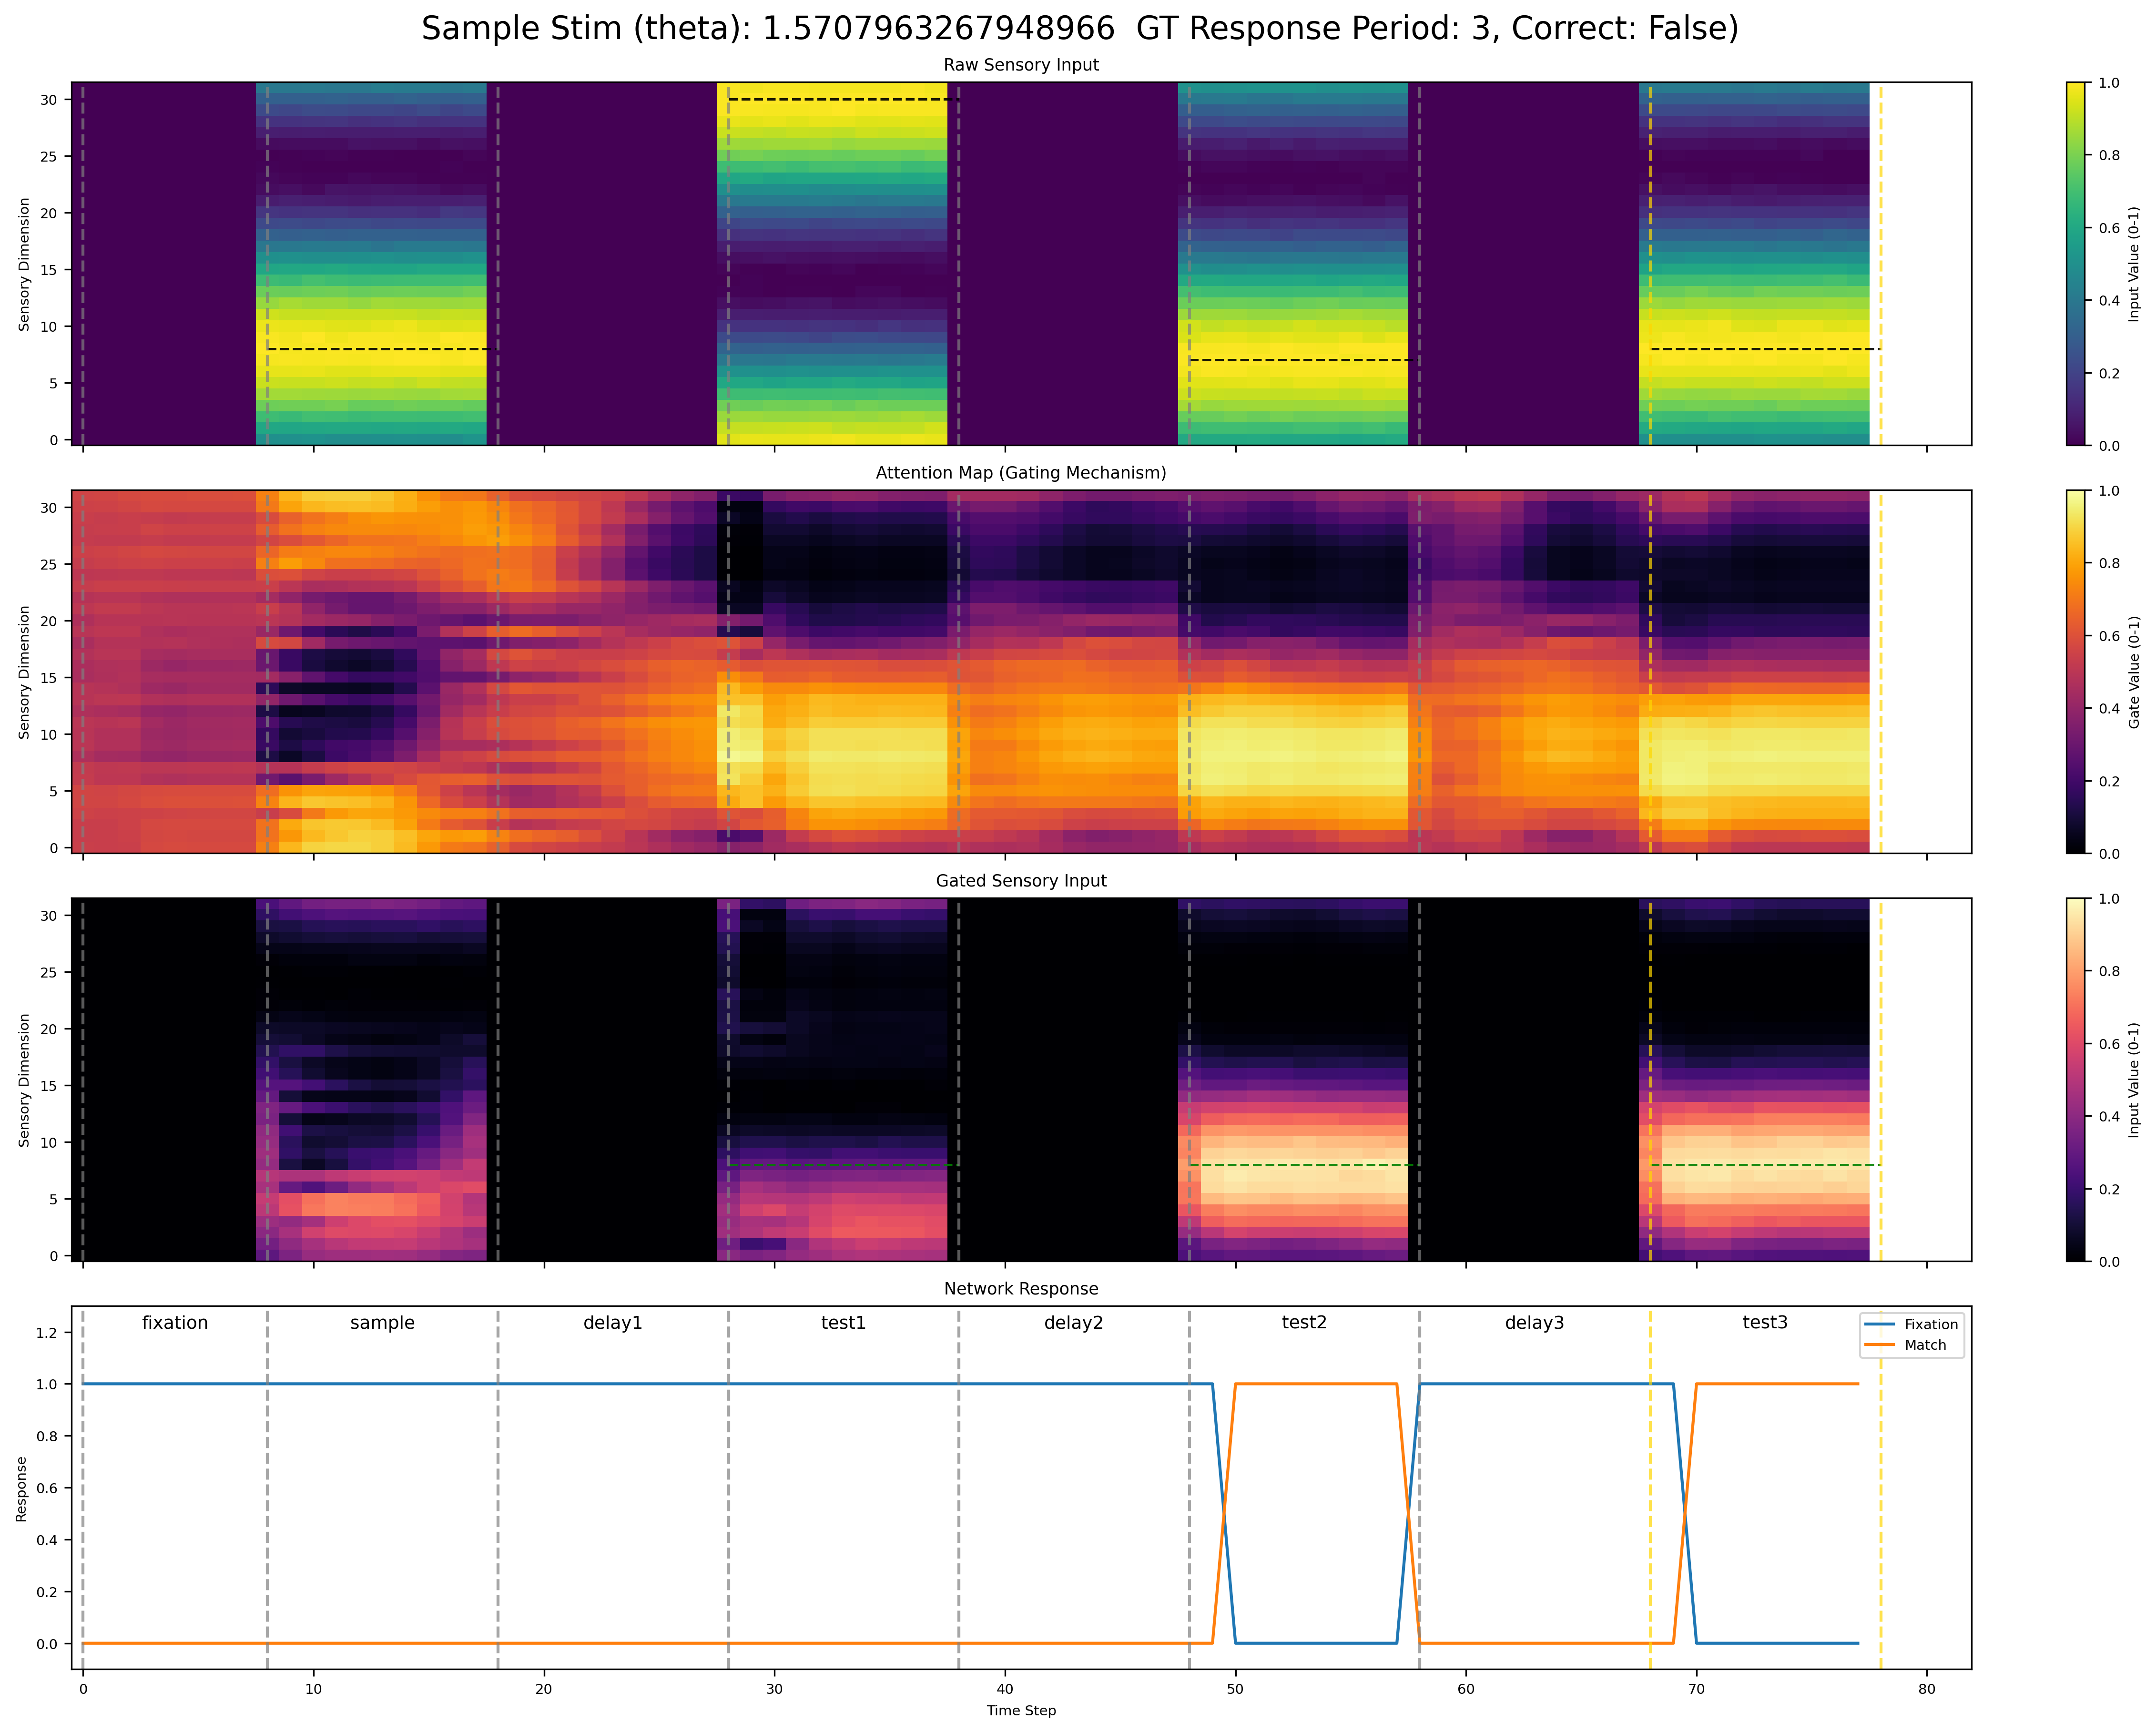 Sample Stim (theta): 1.5707963267948966  GT Response Period: 3, Correct: False)
Raw Sensory Input
Sensory Dimension
30
25
20
15
10
5
0
1.0
0.8
0.6
0.4
0.2
0.0
Input Value (0-1)
Attention Map (Gating Mechanism)
Sensory Dimension
30
25
20
15
10
5
0
1.0
0.8
0.6
0.4
0.2
0.0
Gate Value (0-1)
Gated Sensory Input
Sensory Dimension
30
25
20
15
10
5
0
1.0
0.8
0.6
0.4
0.2
0.0
Input Value (0-1)
Network Response
fixation sample delay1 test1 delay2 test2 delay3 test3
Fixation
Match
Response
1.2
1.0
0.8
0.6
0.4
0.2
0.0
0 10 20 30 40 50 60 70 80
Time Step